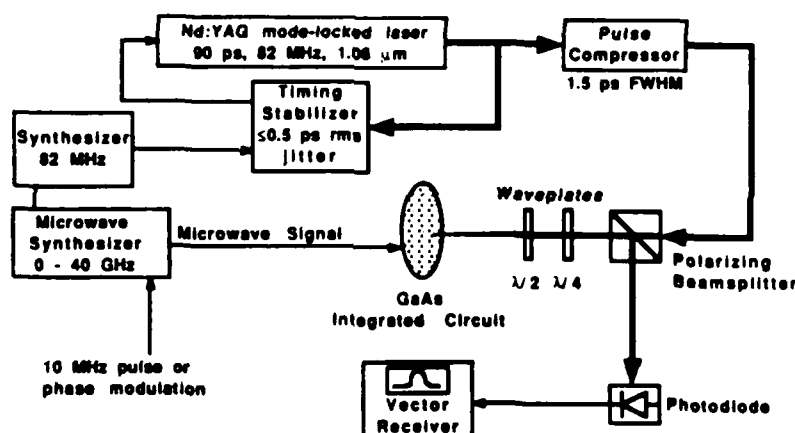 Nd:YAG mode-locked laser
90 ps, 82 MHz, 1.06 μm
Pulse
Compressor
1.5 ps FWHM
Timing
Stabilizer
≤0.5 ps rms
jitter
Synthesizer
82 MHz
Microwave
Synthesizer
0 - 40 GHz
Microwave Signal
Waveplates
λ/2 λ/4
Polarizing
Beamsplitter
GaAs
Integrated Circuit
10 MHz pulse or
phase modulation
Vector
Receiver
Photodiode